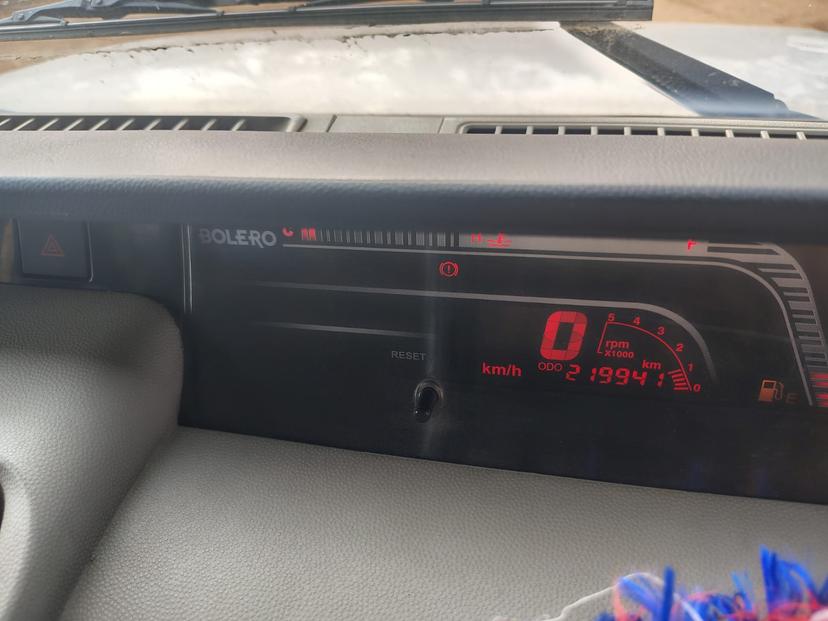 BOLERO C H F
0 5 4 3 2 1 0
rpm
X1000
RESET
km/h ODO 219941 km
E